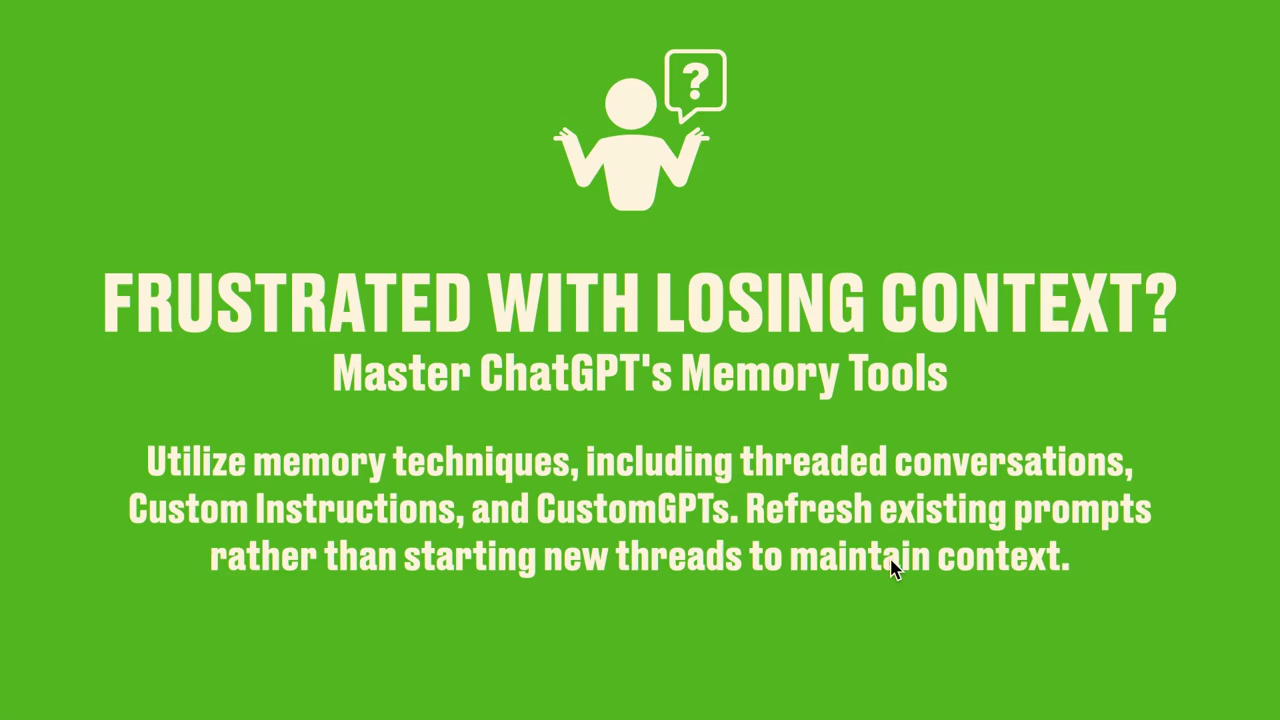 ?
FRUSTRATED WITH LOSING CONTEXT?
Master ChatGPT's Memory Tools
Utilize memory techniques, including threaded conversations,
Custom Instructions, and CustomGPTs. Refresh existing prompts
rather than starting new threads to maintain context.